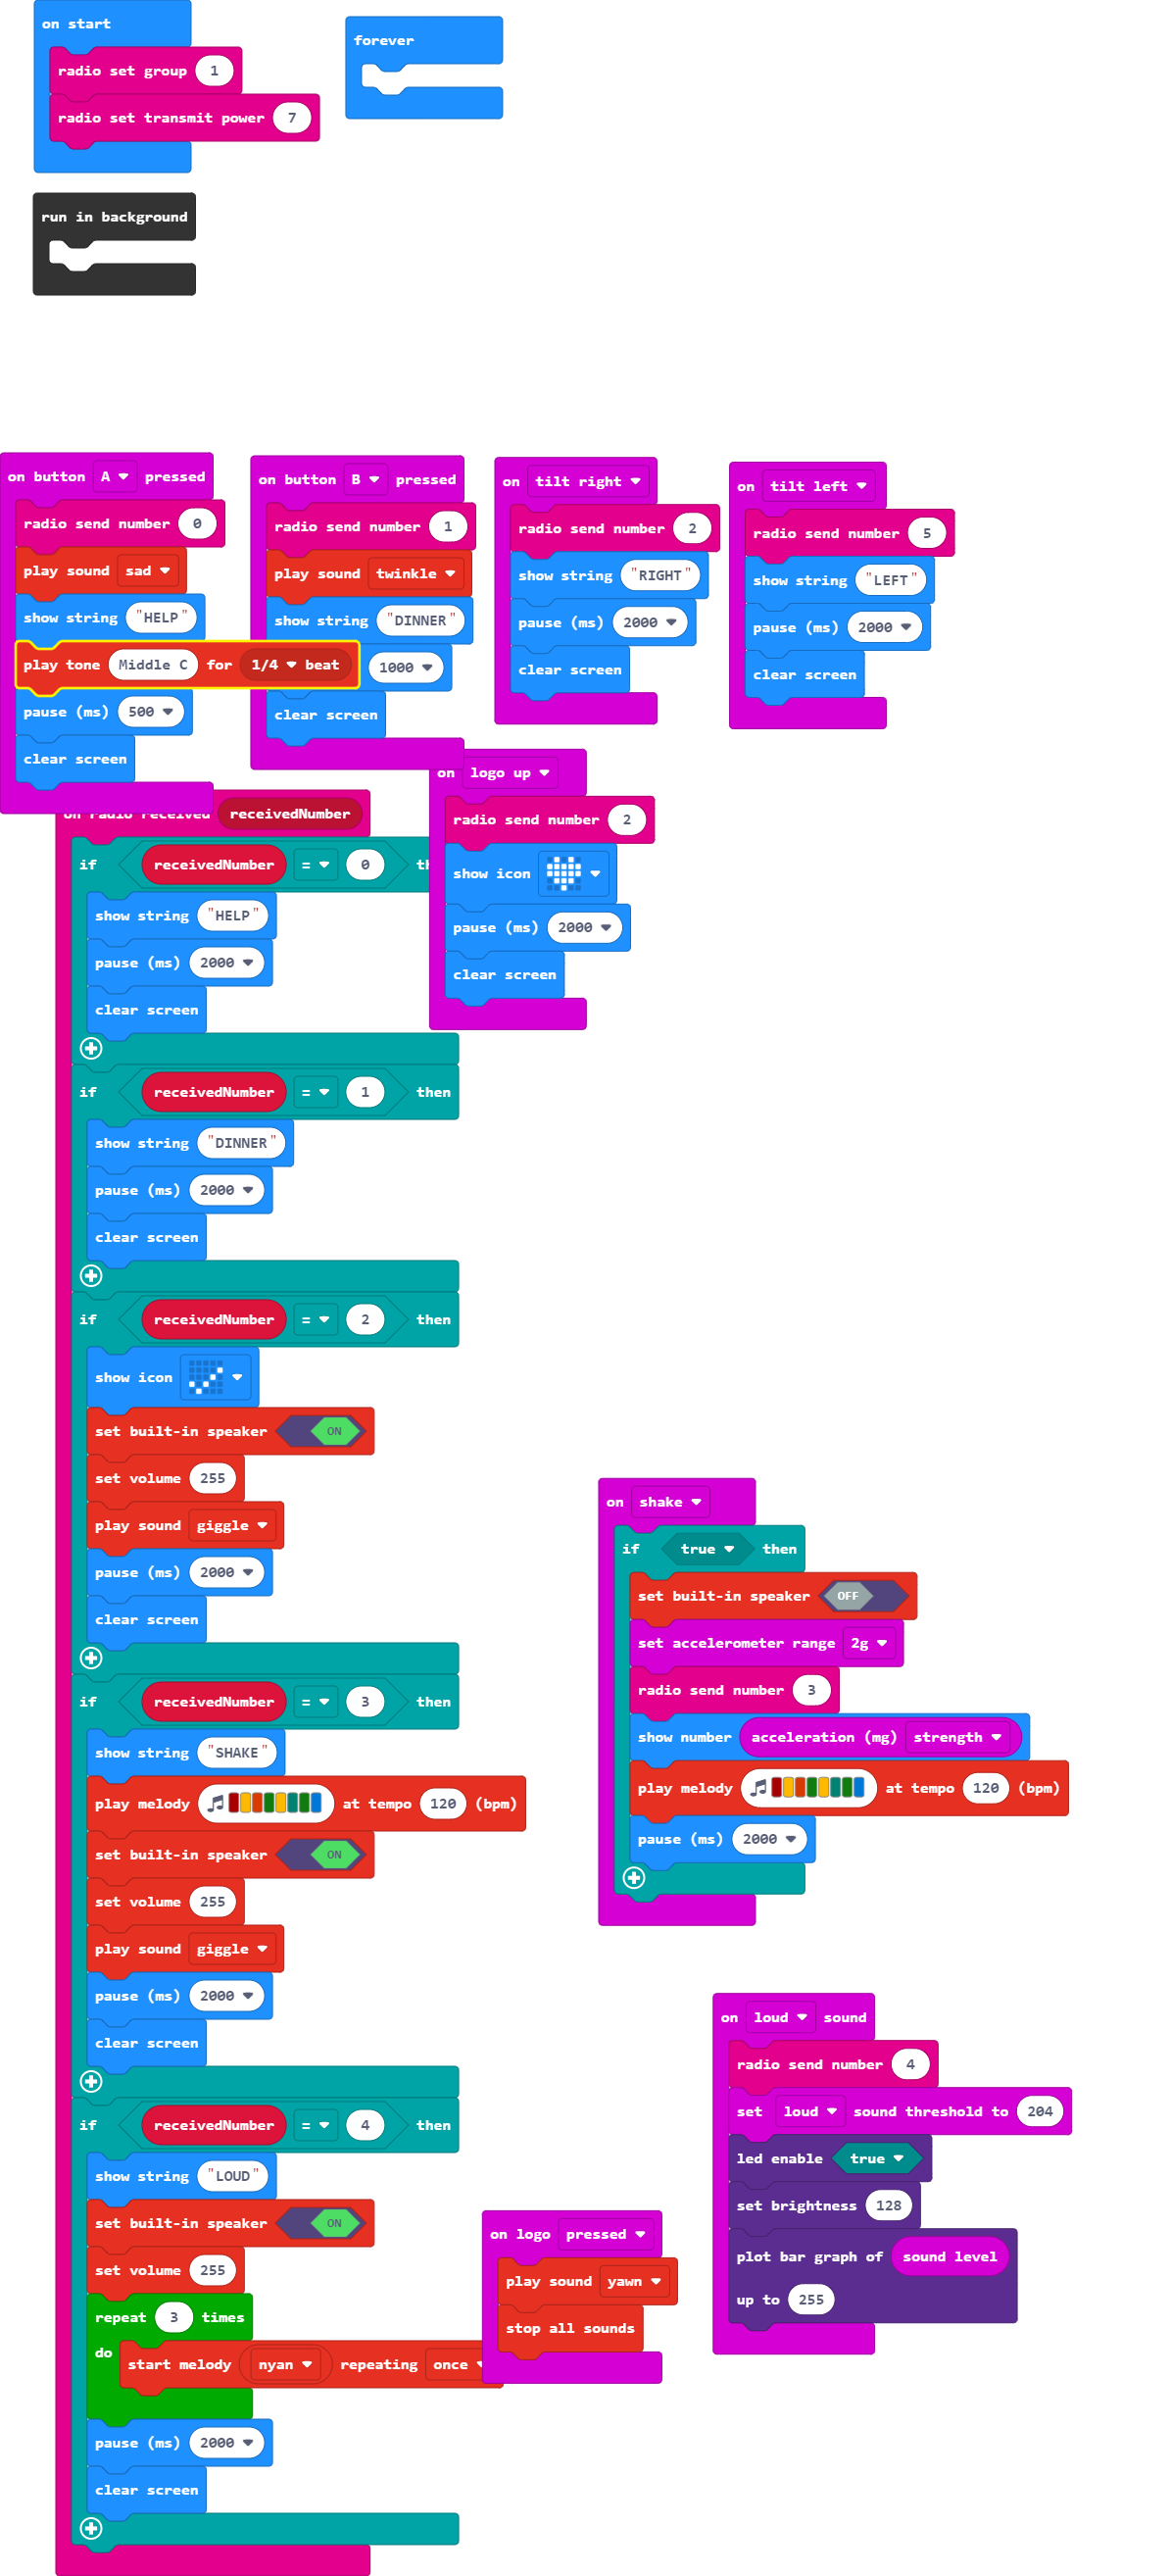 on start
radio set group 1
radio set transmit power 7
forever
run in background
on button A pressed
radio send number 0
play sound sad
show string "HELP"
play tone Middle C for 1/4 beat
pause (ms) 500
clear screen
on button B pressed
radio send number 1
play sound twinkle
show string "DINNER"
1000
clear screen
on tilt right
radio send number 2
show string "RIGHT"
pause (ms) 2000
clear screen
on tilt left
radio send number 5
show string "LEFT"
pause (ms) 2000
clear screen
on logo up
radio send number 2
show icon
pause (ms) 2000
clear screen
on radio received receivedNumber
if receivedNumber = 0
show string "HELP"
pause (ms) 2000
clear screen
if receivedNumber = 1 then
show string "DINNER"
pause (ms) 2000
clear screen
if receivedNumber = 2 then
show icon
set built-in speaker ON
set volume 255
play sound giggle
pause (ms) 2000
clear screen
if receivedNumber = 3 then
show string "SHAKE"
play melody at tempo 120 (bpm)
set built-in speaker ON
set volume 255
play sound giggle
pause (ms) 2000
clear screen
if receivedNumber = 4 then
show string "LOUD"
set built-in speaker ON
set volume 255
repeat 3 times
do
start melody nyan repeating once
pause (ms) 2000
clear screen
on shake
if true then
set built-in speaker OFF
set accelerometer range 2g
radio send number 3
show number acceleration (mg) strength
play melody at tempo 120 (bpm)
pause (ms) 2000
on loud sound
radio send number 4
set loud sound threshold to 204
led enable true
set brightness 128
plot bar graph of sound level
up to 255
on logo pressed
play sound yawn
stop all sounds